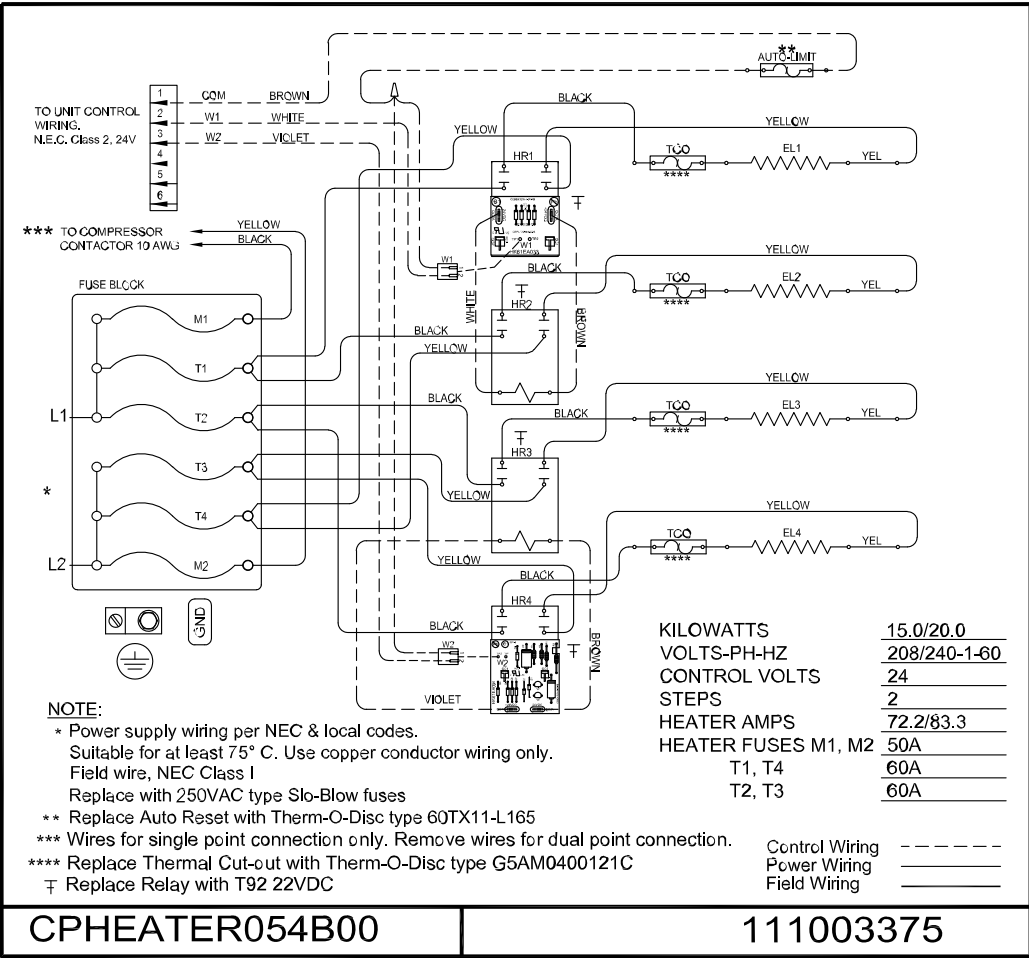 **
AUTO-LIMIT
1 COM BROWN
2 W1 WHITE
3 W2 VIOLET
4
5
6
TO UNIT CONTROL
WIRING.
N.E.C. Class 2, 24V
BLACK
YELLOW
YELLOW
HR1
TCO
****
EL1
YEL
*** TO COMPRESSOR
CONTACTOR 10 AWG
YELLOW
BLACK
W1
W1
BLACK
YELLOW
HR2
TCO
****
EL2
YEL
WHITE
BROWN
FUSE BLOCK
M1
T1
T2
T3
T4
M2
L1
*
L2
GND
BLACK
YELLOW
BLACK
BLACK
YELLOW
HR3
TCO
****
EL3
YEL
YELLOW
YELLOW
BLACK
YELLOW
HR4
TCO
****
EL4
YEL
BLACK
W2
W2
BROWN
VIOLET
KILOWATTS 15.0/20.0
VOLTS-PH-HZ 208/240-1-60
CONTROL VOLTS 24
STEPS 2
HEATER AMPS 72.2/83.3
HEATER FUSES M1, M2 50A
T1, T4 60A
T2, T3 60A
NOTE:
* Power supply wiring per NEC & local codes.
Suitable for at least 75° C. Use copper conductor wiring only.
Field wire, NEC Class I
Replace with 250VAC type Slo-Blow fuses
** Replace Auto Reset with Therm-O-Disc type 60TX11-L165
*** Wires for single point connection only. Remove wires for dual point connection.
**** Replace Thermal Cut-out with Therm-O-Disc type G5AM0400121C
Replace Relay with T92 22VDC
Control Wiring
Power Wiring
Field Wiring
CPHEATER054B00
111003375